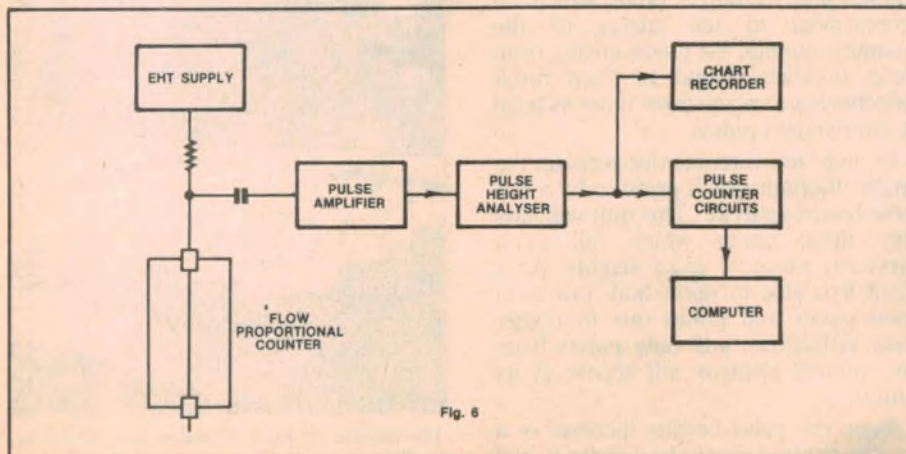 EHT SUPPLY
CHART
RECORDER
PULSE
AMPLIFIER
PULSE
HEIGHT
ANALYSER
PULSE
COUNTER
CIRCUITS
FLOW
PROPORTIONAL
COUNTER
COMPUTER
Fig. 6